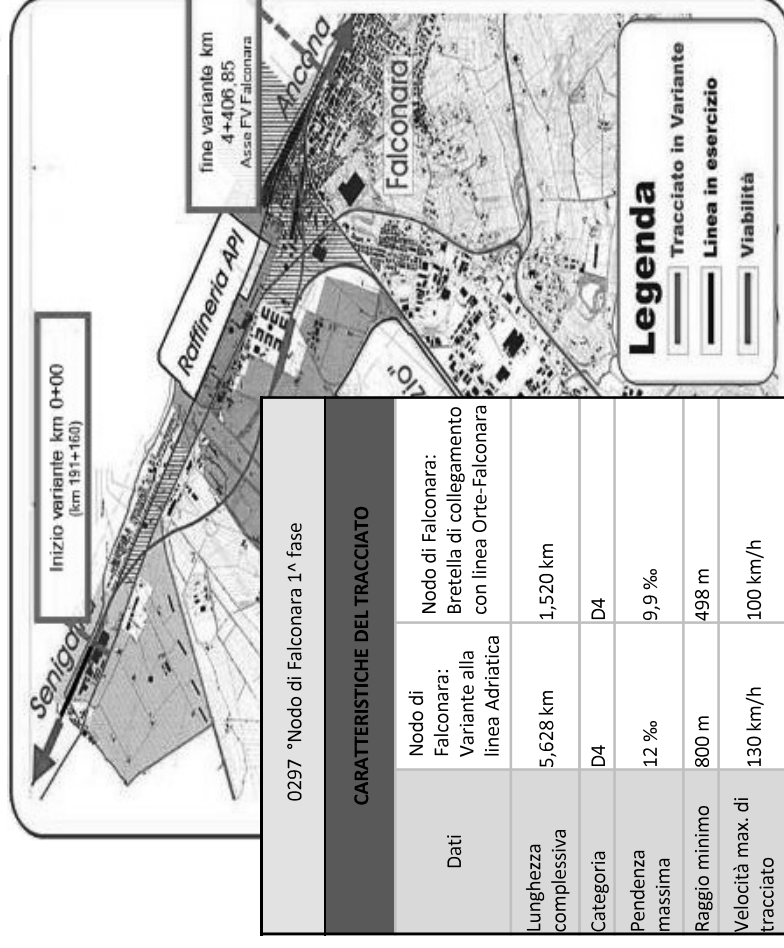 Senigallia
Inizio variante km 0+00
(km 191+160)
Raffineria API
fine variante km
4+406,85
Asse FV Falconara
Ancona
Falconara
Legenda
Tracciato in Variante
Linea in esercizio
Viabilità
0297 °Nodo di Falconara 1^ fase
CARATTERISTICHE DEL TRACCIATO
Dati
Nodo di
Falconara:
Variante alla
linea Adriatica
Nodo di Falconara:
Bretella di collegamento
con linea Orte-Falconara
Lunghezza
complessiva
5,628 km
1,520 km
Categoria
D4
D4
Pendenza
massima
12 ‰
9,9 ‰
Raggio minimo
800 m
498 m
Velocità max. di
tracciato
130 km/h
100 km/h